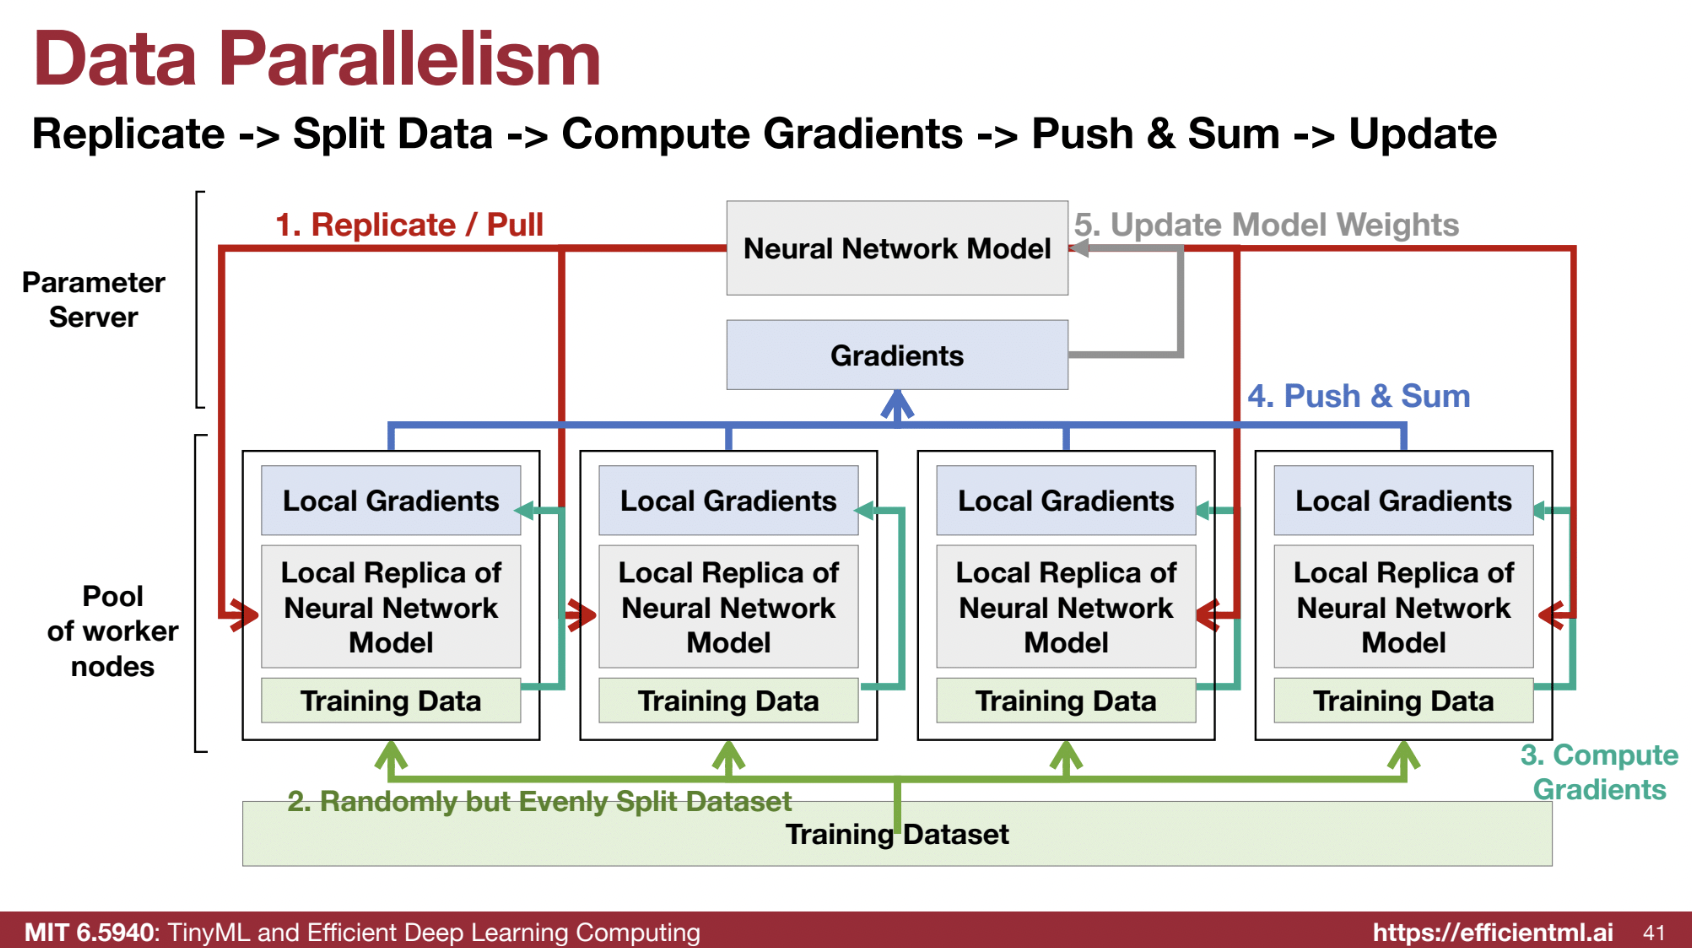 Data Parallelism
Replicate -> Split Data -> Compute Gradients -> Push & Sum -> Update
Parameter
Server
1. Replicate / Pull
Neural Network Model
5. Update Model Weights
Gradients
4. Push & Sum
Pool
of worker
nodes
Local Gradients
Local Replica of
Neural Network
Model
Training Data
Local Gradients
Local Replica of
Neural Network
Model
Training Data
Local Gradients
Local Replica of
Neural Network
Model
Training Data
Local Gradients
Local Replica of
Neural Network
Model
Training Data
3. Compute
Gradients
2. Randomly but Evenly Split Dataset
Training Dataset
MIT 6.5940: TinyML and Efficient Deep Learning Computing
https://efficientml.ai
41